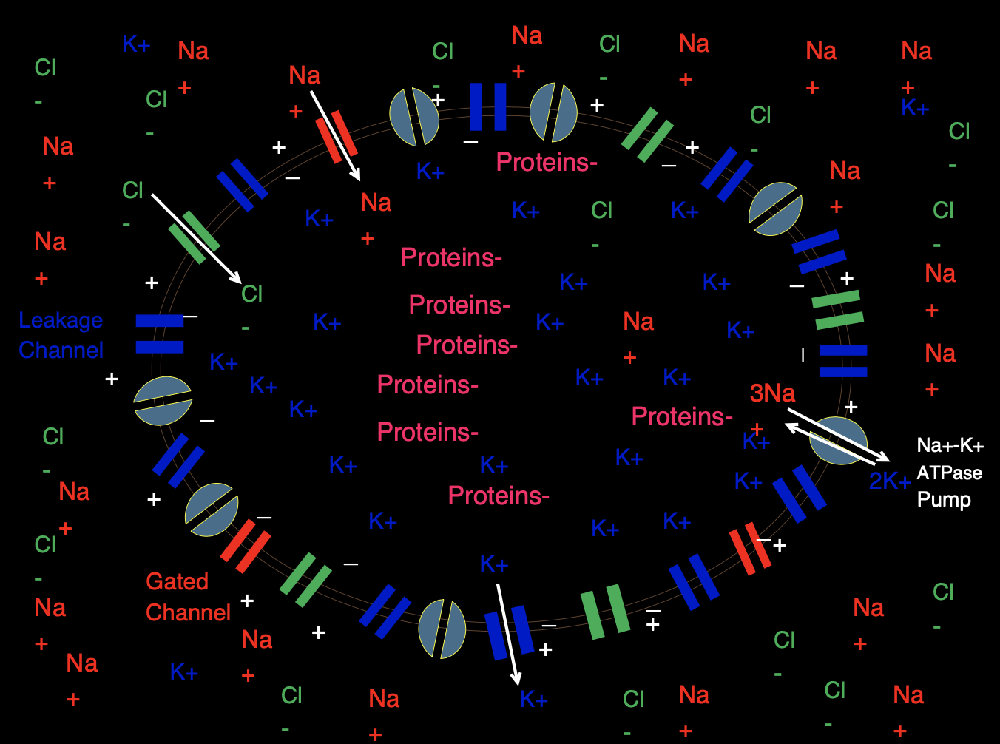 Na
Cl
Na
K+
Na
Na
Na
Cl
+
Na
Cl
-
-
+
+
+
+
Cl
-
+
+
K+
Cl
+
Cl
-
Na
+
-
+
–
Proteins-
-
Na
+
–
K+
–
Cl
Na
K+
K+
Cl
K+
Cl
-
+
+
Na
+
-
-
Proteins-
Na
+
+
K+
K+
+
–
Cl
Proteins-
+
Leakage
–
K+
K+
Na
-
K+
Channel
Proteins-
Na
K+
+
–
+
K+
Proteins-
K+
K+
+
K+
3Na
+
–
K+
Proteins-
+
+
Cl
Proteins-
K+
Na+-K+
-
K+
K+
K+
ATPase
Na
+
Proteins-
K+
2K+
Pump
+
–
K+
K+
K+
Cl
–
+
-
–
K+
Gated
Cl
Na
+
Channel
–
–
+
+
Na
-
+
+
Na
+
Cl
+
Na
K+
+
-
Cl
K+
Na
Cl
Na
Cl
Na
+
-
+
-
+
-
+